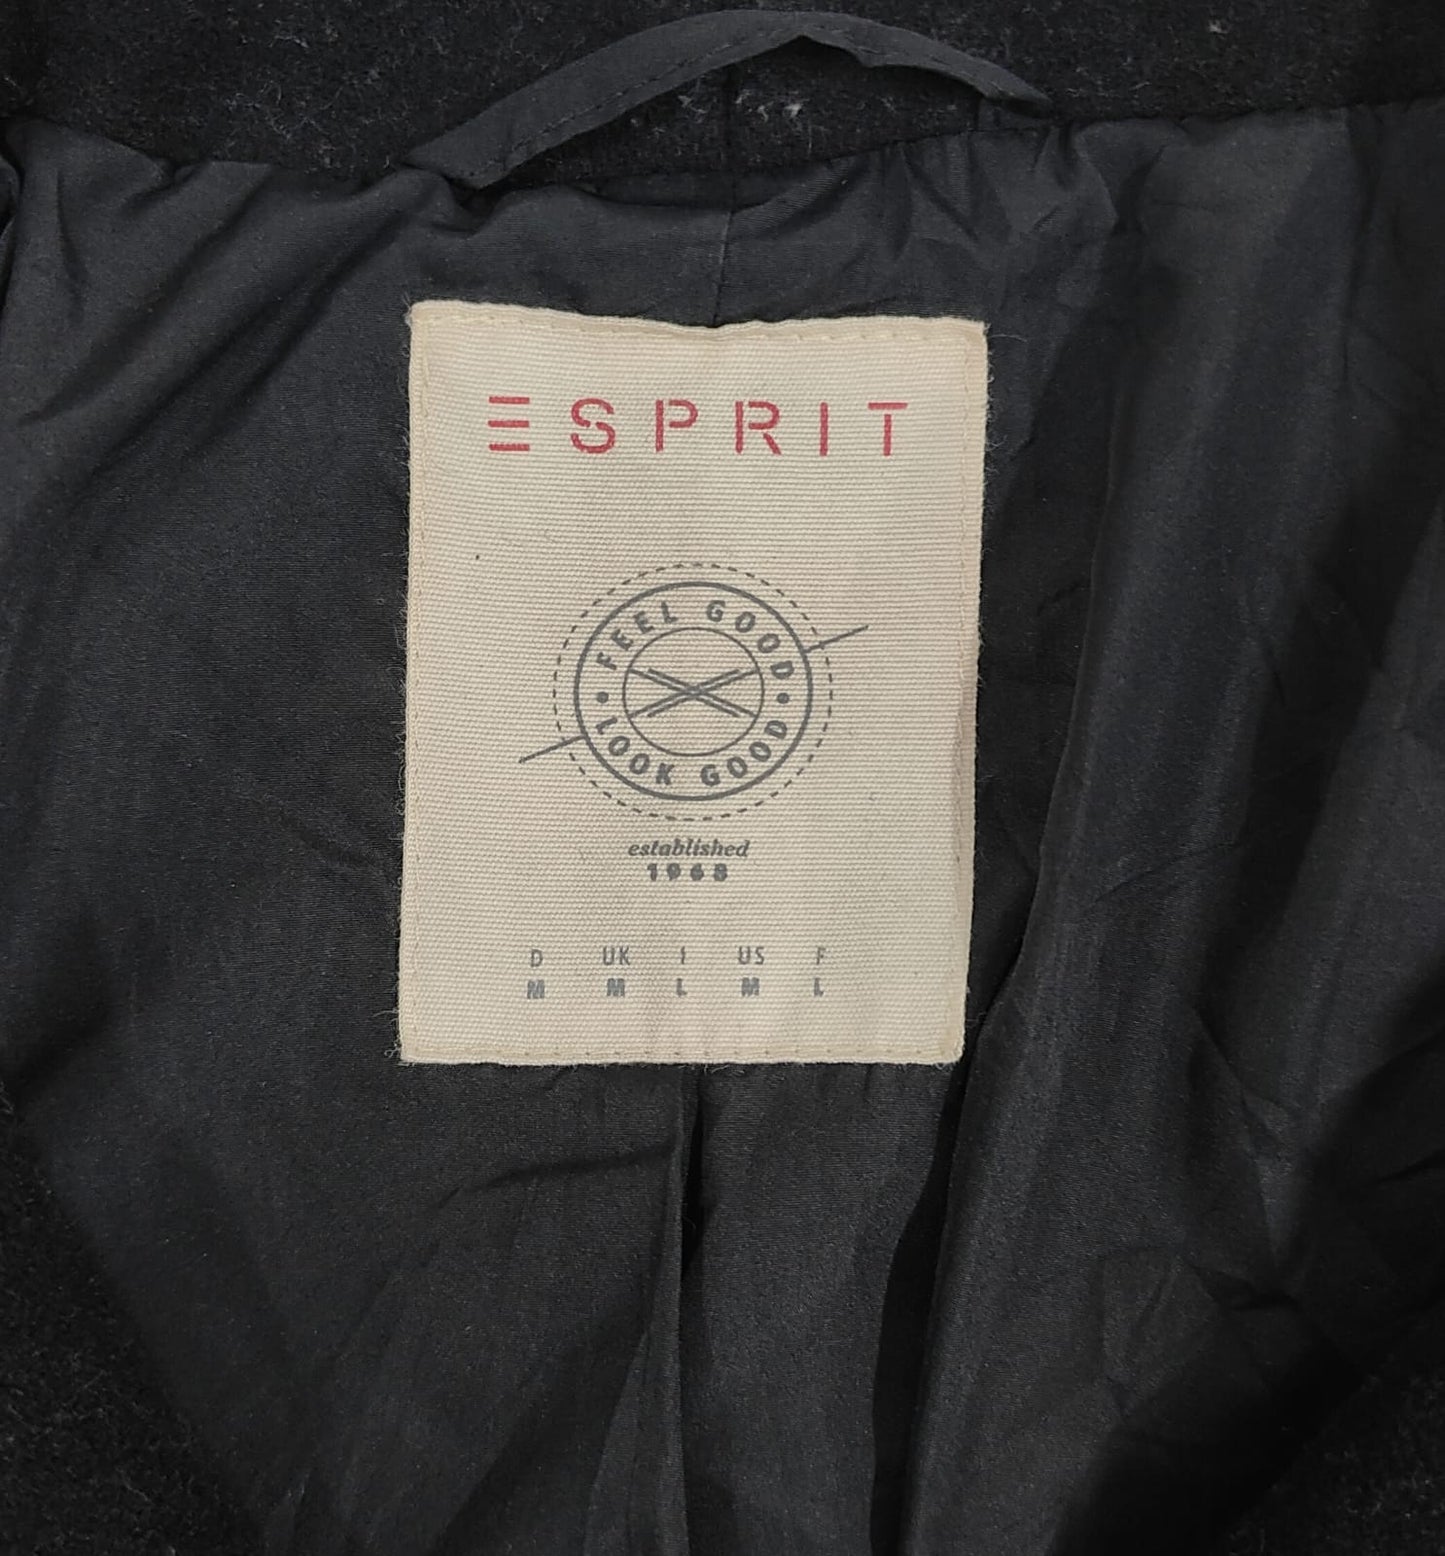 ESPRIT
FEEL GOOD
LOOK GOOD
established
1968
D UK I US F
M M L M L